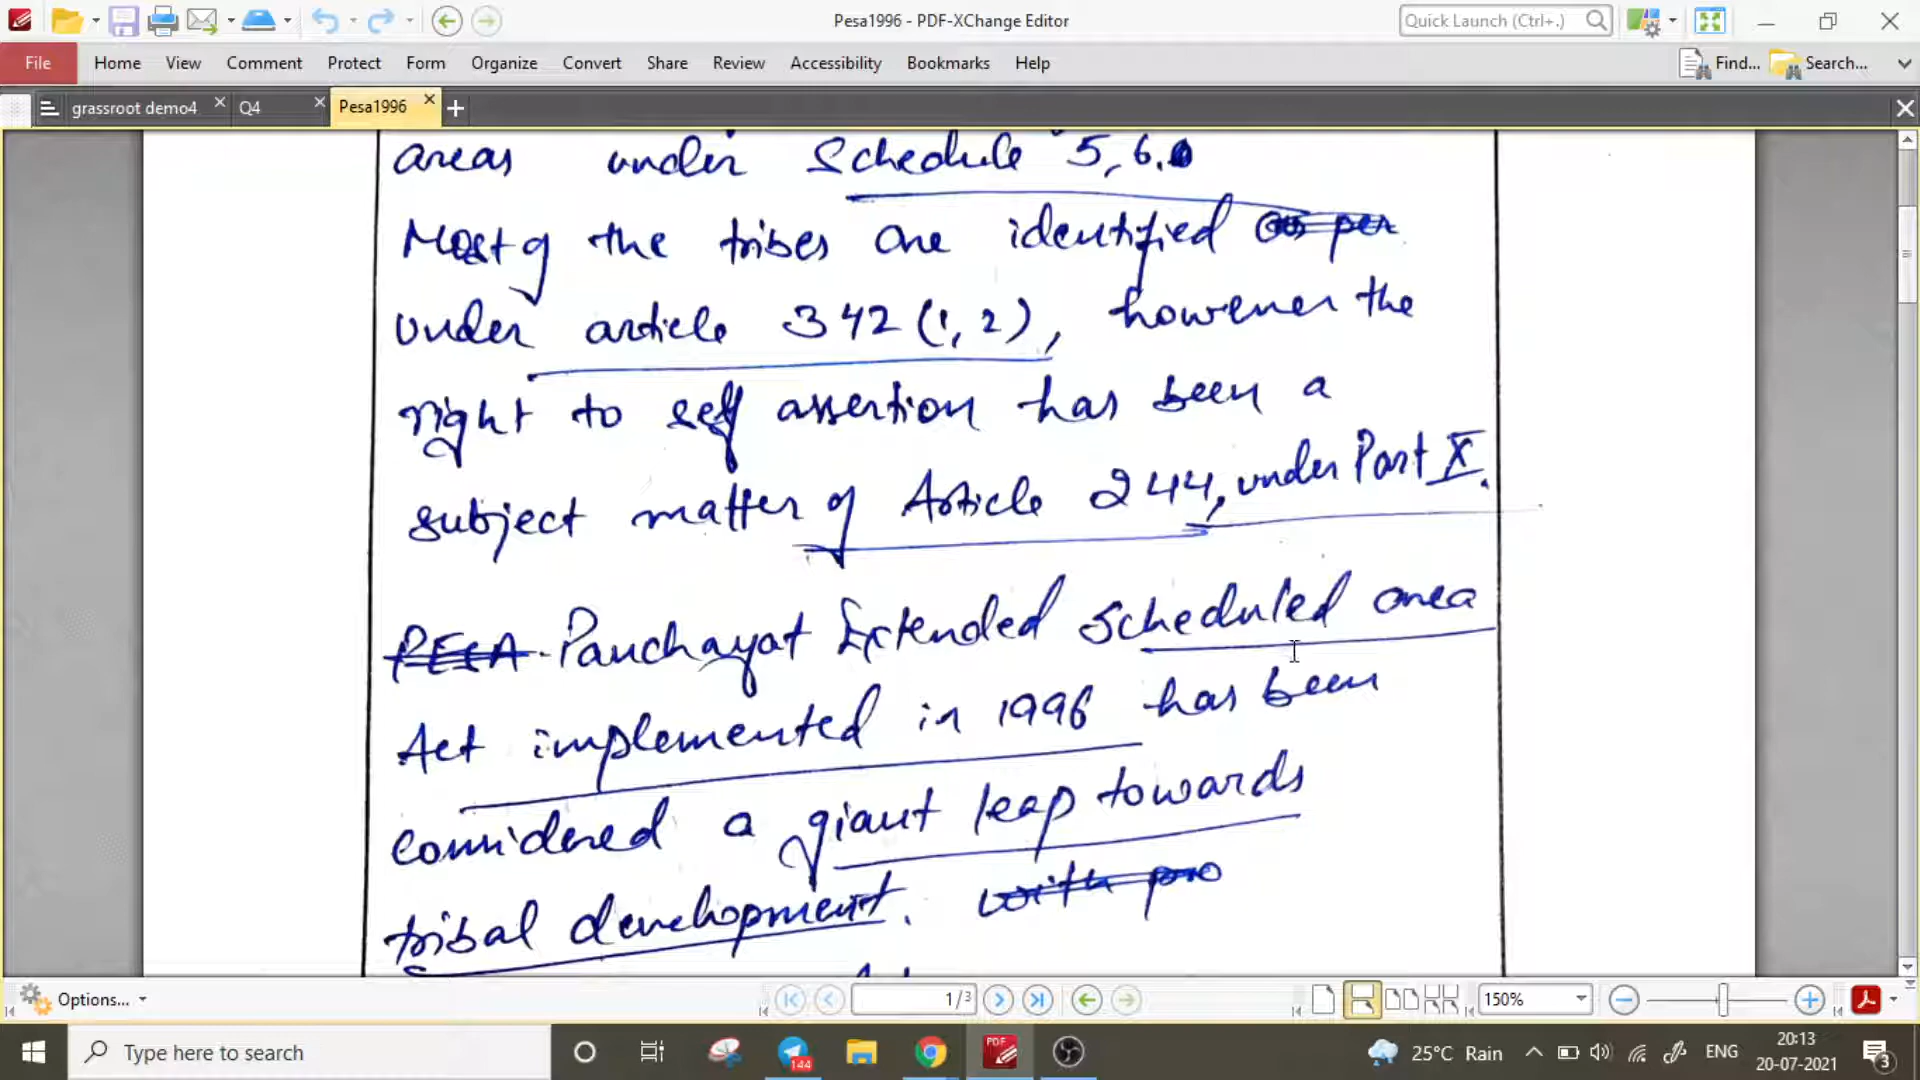 Pesa1996 - PDF-XChange Editor
Quick Launch (Ctrl+.)
File Home View Comment Protect Form Organize Convert Share Review Accessibility Bookmarks Help Find... Search...
grassroot demo4 Q4 Pesa1996
areas under Schedule 5, 6.
Most of the tribes are identified as per
under article 342 (1, 2), however the
right to self assertion has been a
subject matter of Article 244, under Part X.
PESA - Panchayat Extended Scheduled area
Act implemented in 1996 has been
considered a giant leap towards
tribal development. with pro
Options... 1/3 150%
Type here to search
144
PDF
25°C Rain
ENG
20:13
20-07-2021
3